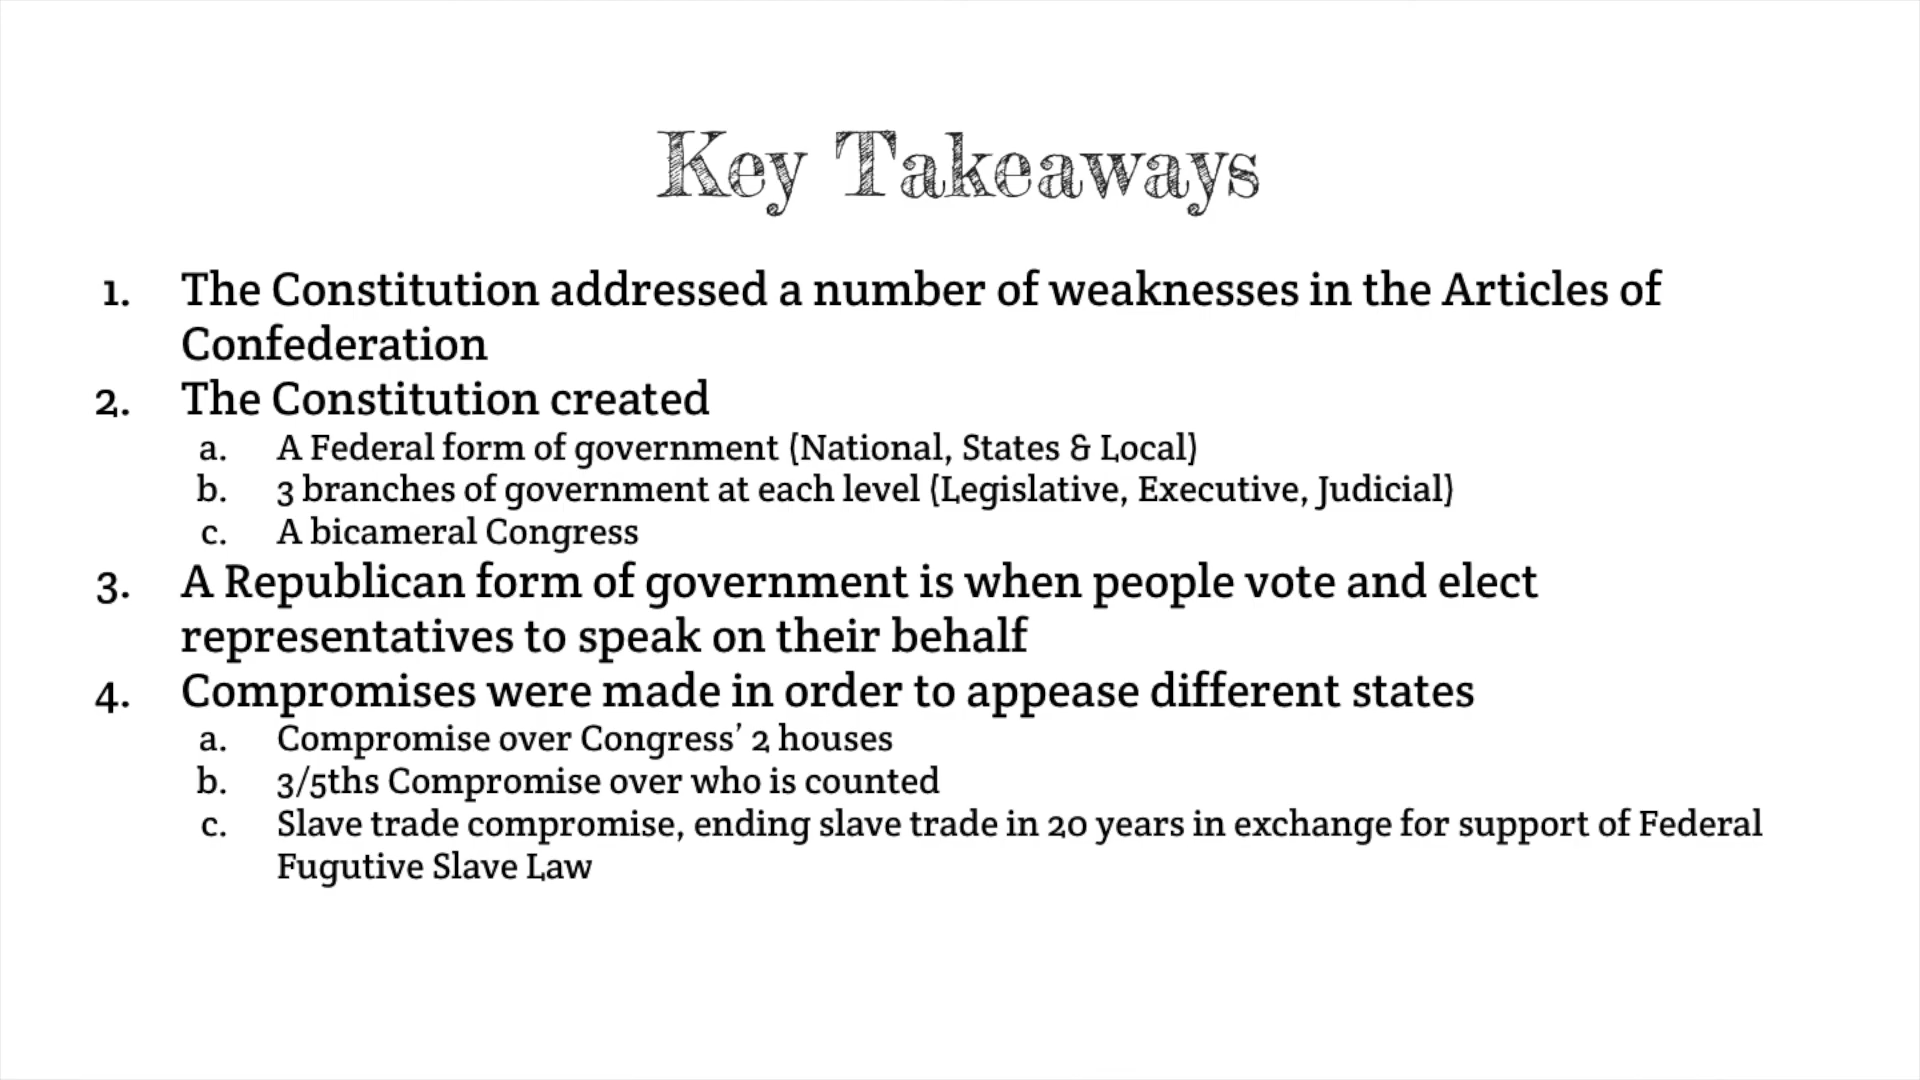 Key Takeaways
1. The Constitution addressed a number of weaknesses in the Articles of
Confederation
2. The Constitution created
a. A Federal form of government (National, States & Local)
b. 3 branches of government at each level (Legislative, Executive, Judicial)
c. A bicameral Congress
3. A Republican form of government is when people vote and elect
representatives to speak on their behalf
4. Compromises were made in order to appease different states
a. Compromise over Congress’ 2 houses
b. 3/5ths Compromise over who is counted
c. Slave trade compromise, ending slave trade in 20 years in exchange for support of Federal
Fugutive Slave Law